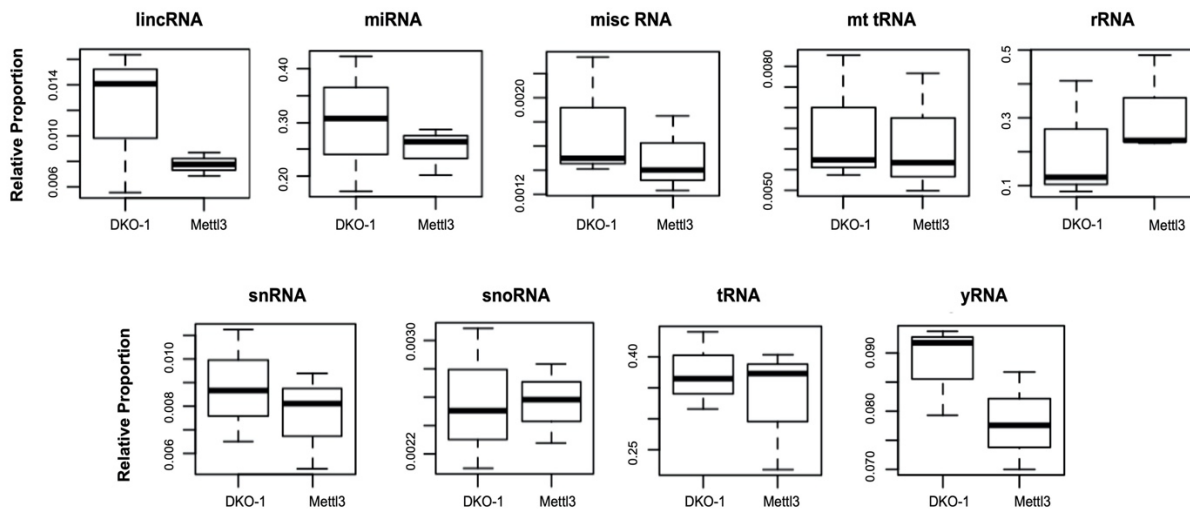 lincRNA
miRNA
misc RNA
mt tRNA
rRNA
Relative Proportion
0.014
0.010
0.006
0.40
0.30
0.20
0.0020
0.0012
0.0080
0.0050
0.5
0.3
0.1
DKO-1 Mettl3
DKO-1 Mettl3
DKO-1 Mettl3
DKO-1 Mettl3
DKO-1 Mettl3
snRNA
snoRNA
tRNA
yRNA
Relative Proportion
0.010
0.008
0.006
0.0030
0.0022
0.40
0.25
0.090
0.080
0.070
DKO-1 Mettl3
DKO-1 Mettl3
DKO-1 Mettl3
DKO-1 Mettl3